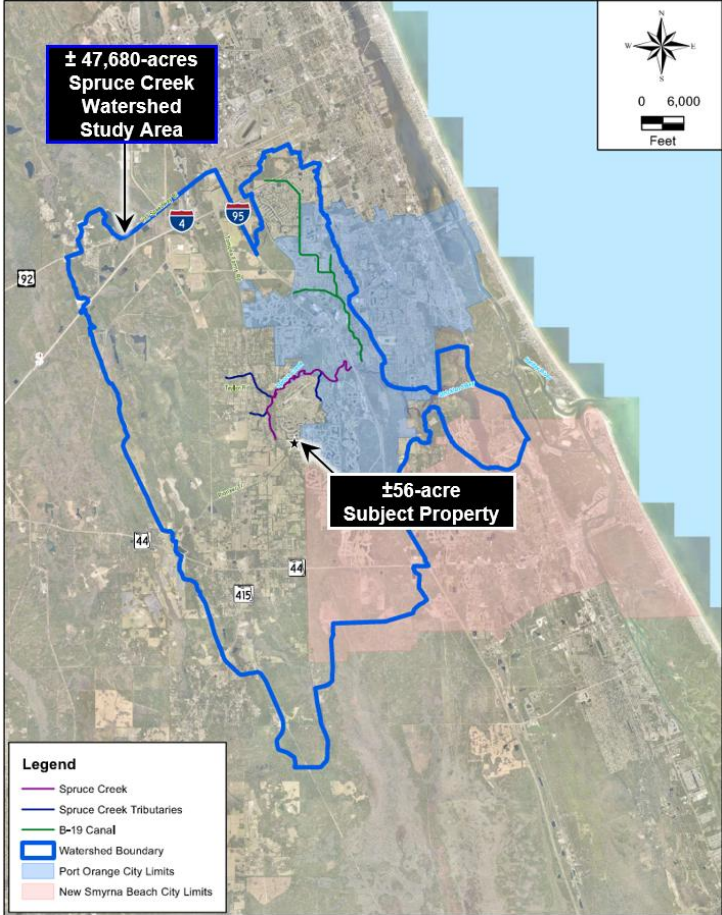 ± 47,680-acres
Spruce Creek
Watershed
Study Area
N
W
E
S
0 6,000
Feet
4
95
92
±56-acre
Subject Property
44
44
415
Legend
Spruce Creek
Spruce Creek Tributaries
B-19 Canal
Watershed Boundary
Port Orange City Limits
New Smyrna Beach City Limits